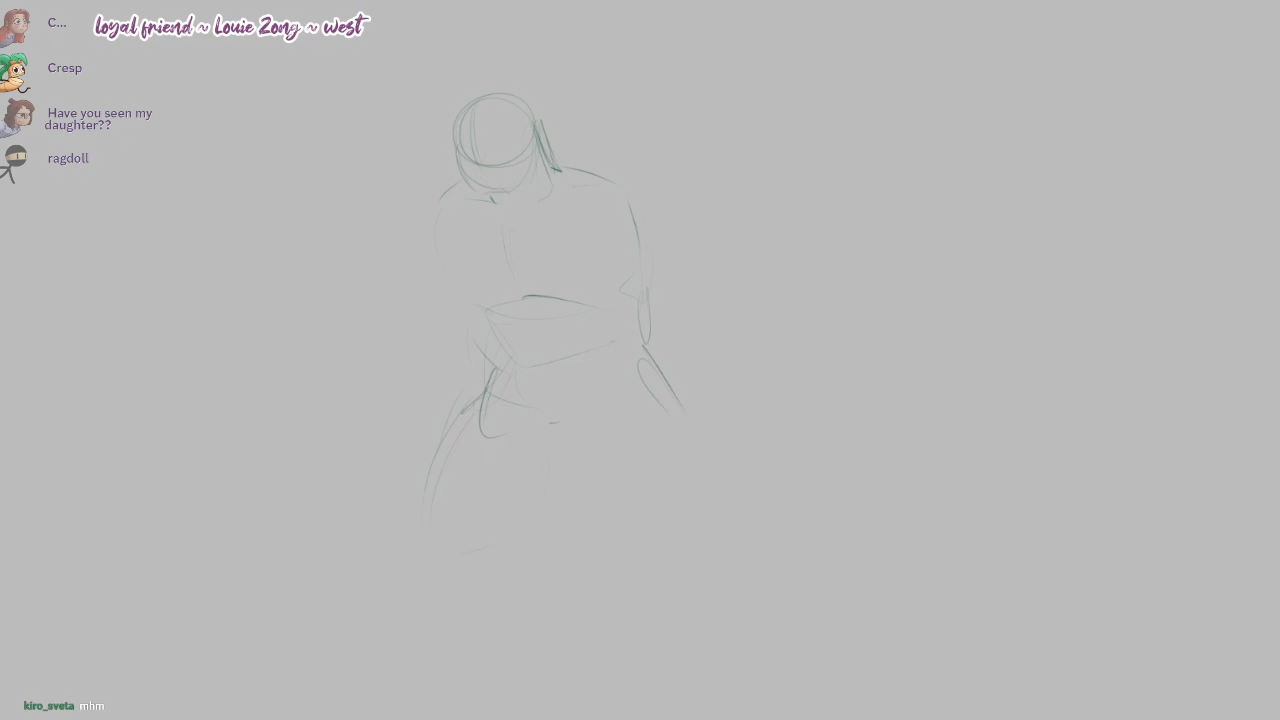 C...
loyal friend ~ Louie Zong ~ west
Cresp
Have you seen my
daughter??
ragdoll
kiro_sveta mhm